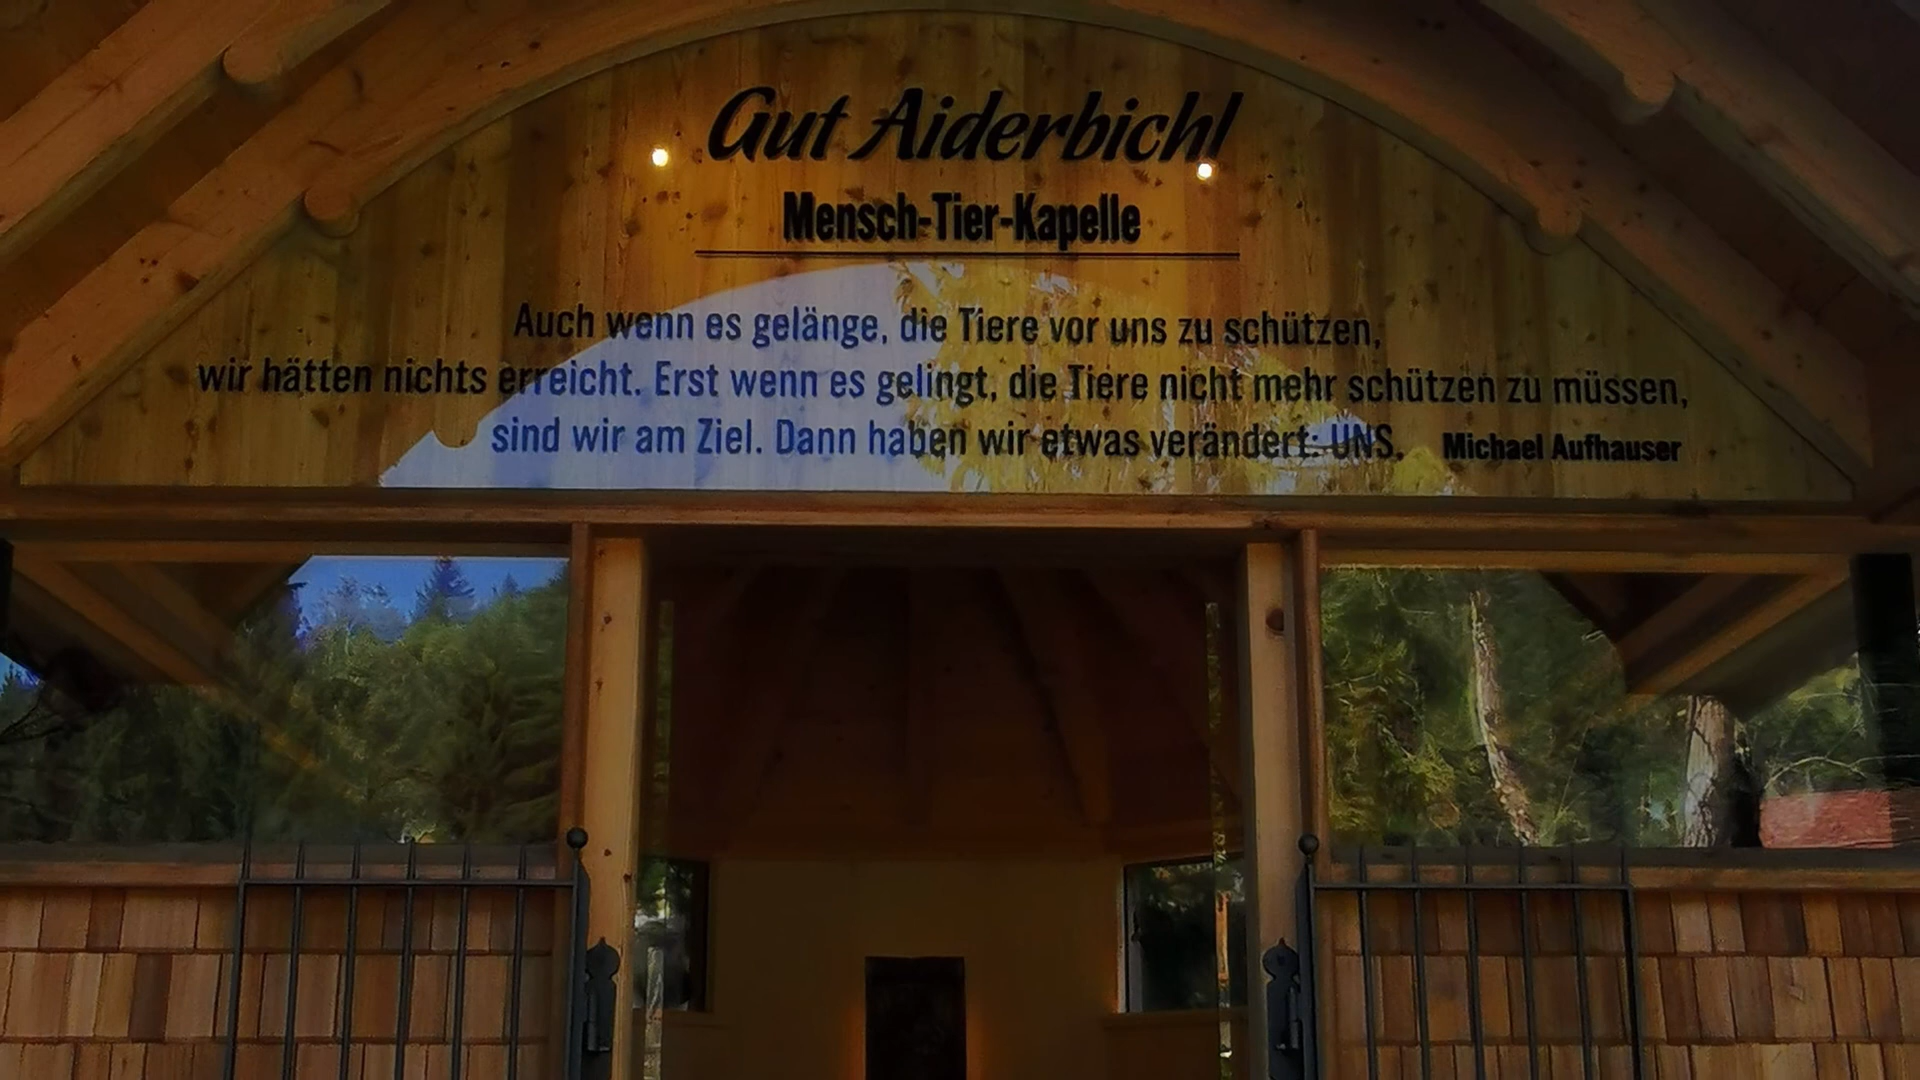 Gut Aiderbichl
Mensch-Tier-Kapelle
Auch wenn es gelänge, die Tiere vor uns zu schützen,
wir hätten nichts erreicht. Erst wenn es gelingt, die Tiere nicht mehr schützen zu müssen,
sind wir am Ziel. Dann haben wir etwas verändert: UNS. Michael Aufhauser